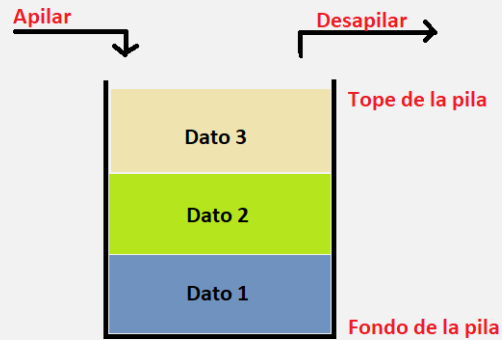 Apilar
Desapilar
Tope de la pila
Dato 3
Dato 2
Dato 1
Fondo de la pila